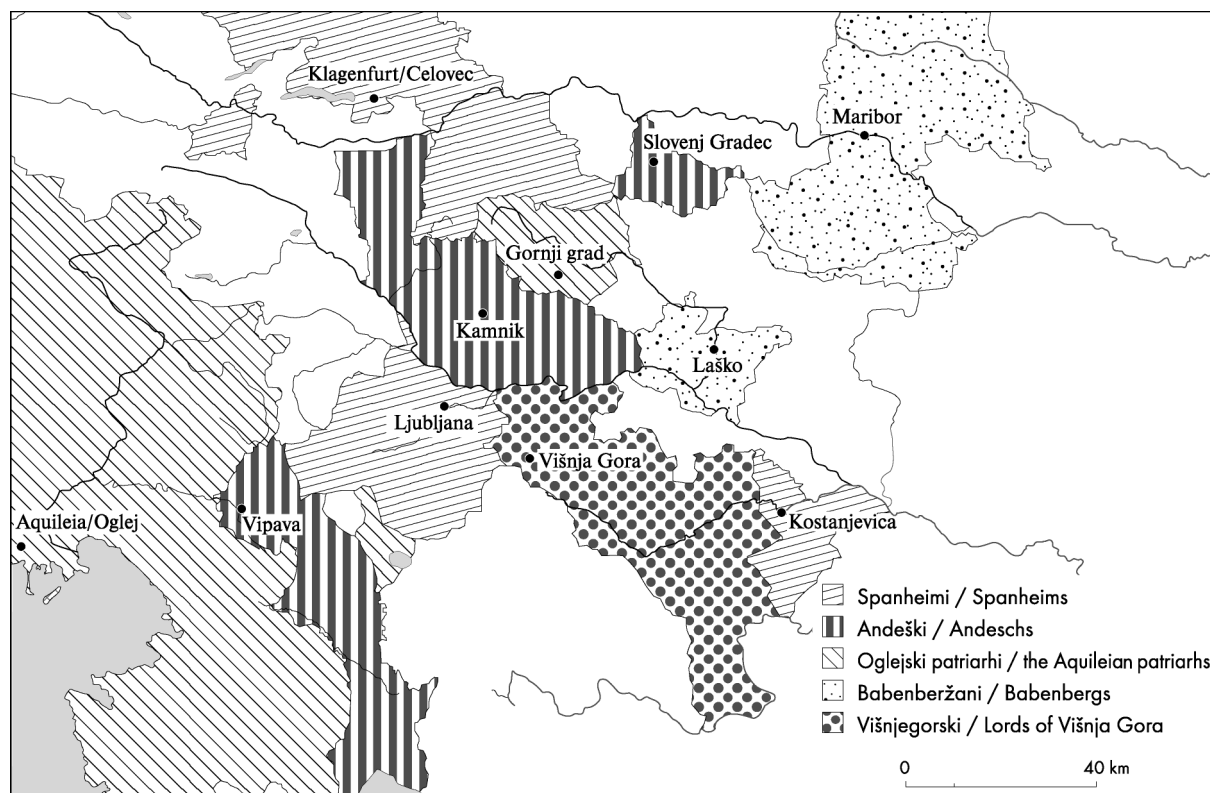 Klagenfurt/Celovec
Maribor
Slovenj Gradec
Gornji grad
Kamnik
Laško
Ljubljana
Višnja Gora
Aquileia/Oglej
Vipava
Kostanjevica
Spanheimi / Spanheims
Andeški / Andeschs
Oglejski patriarhi / the Aquileian patriarhs
Babenberžani / Babenbergs
Višnjegorski / Lords of Višnja Gora
0 40 km